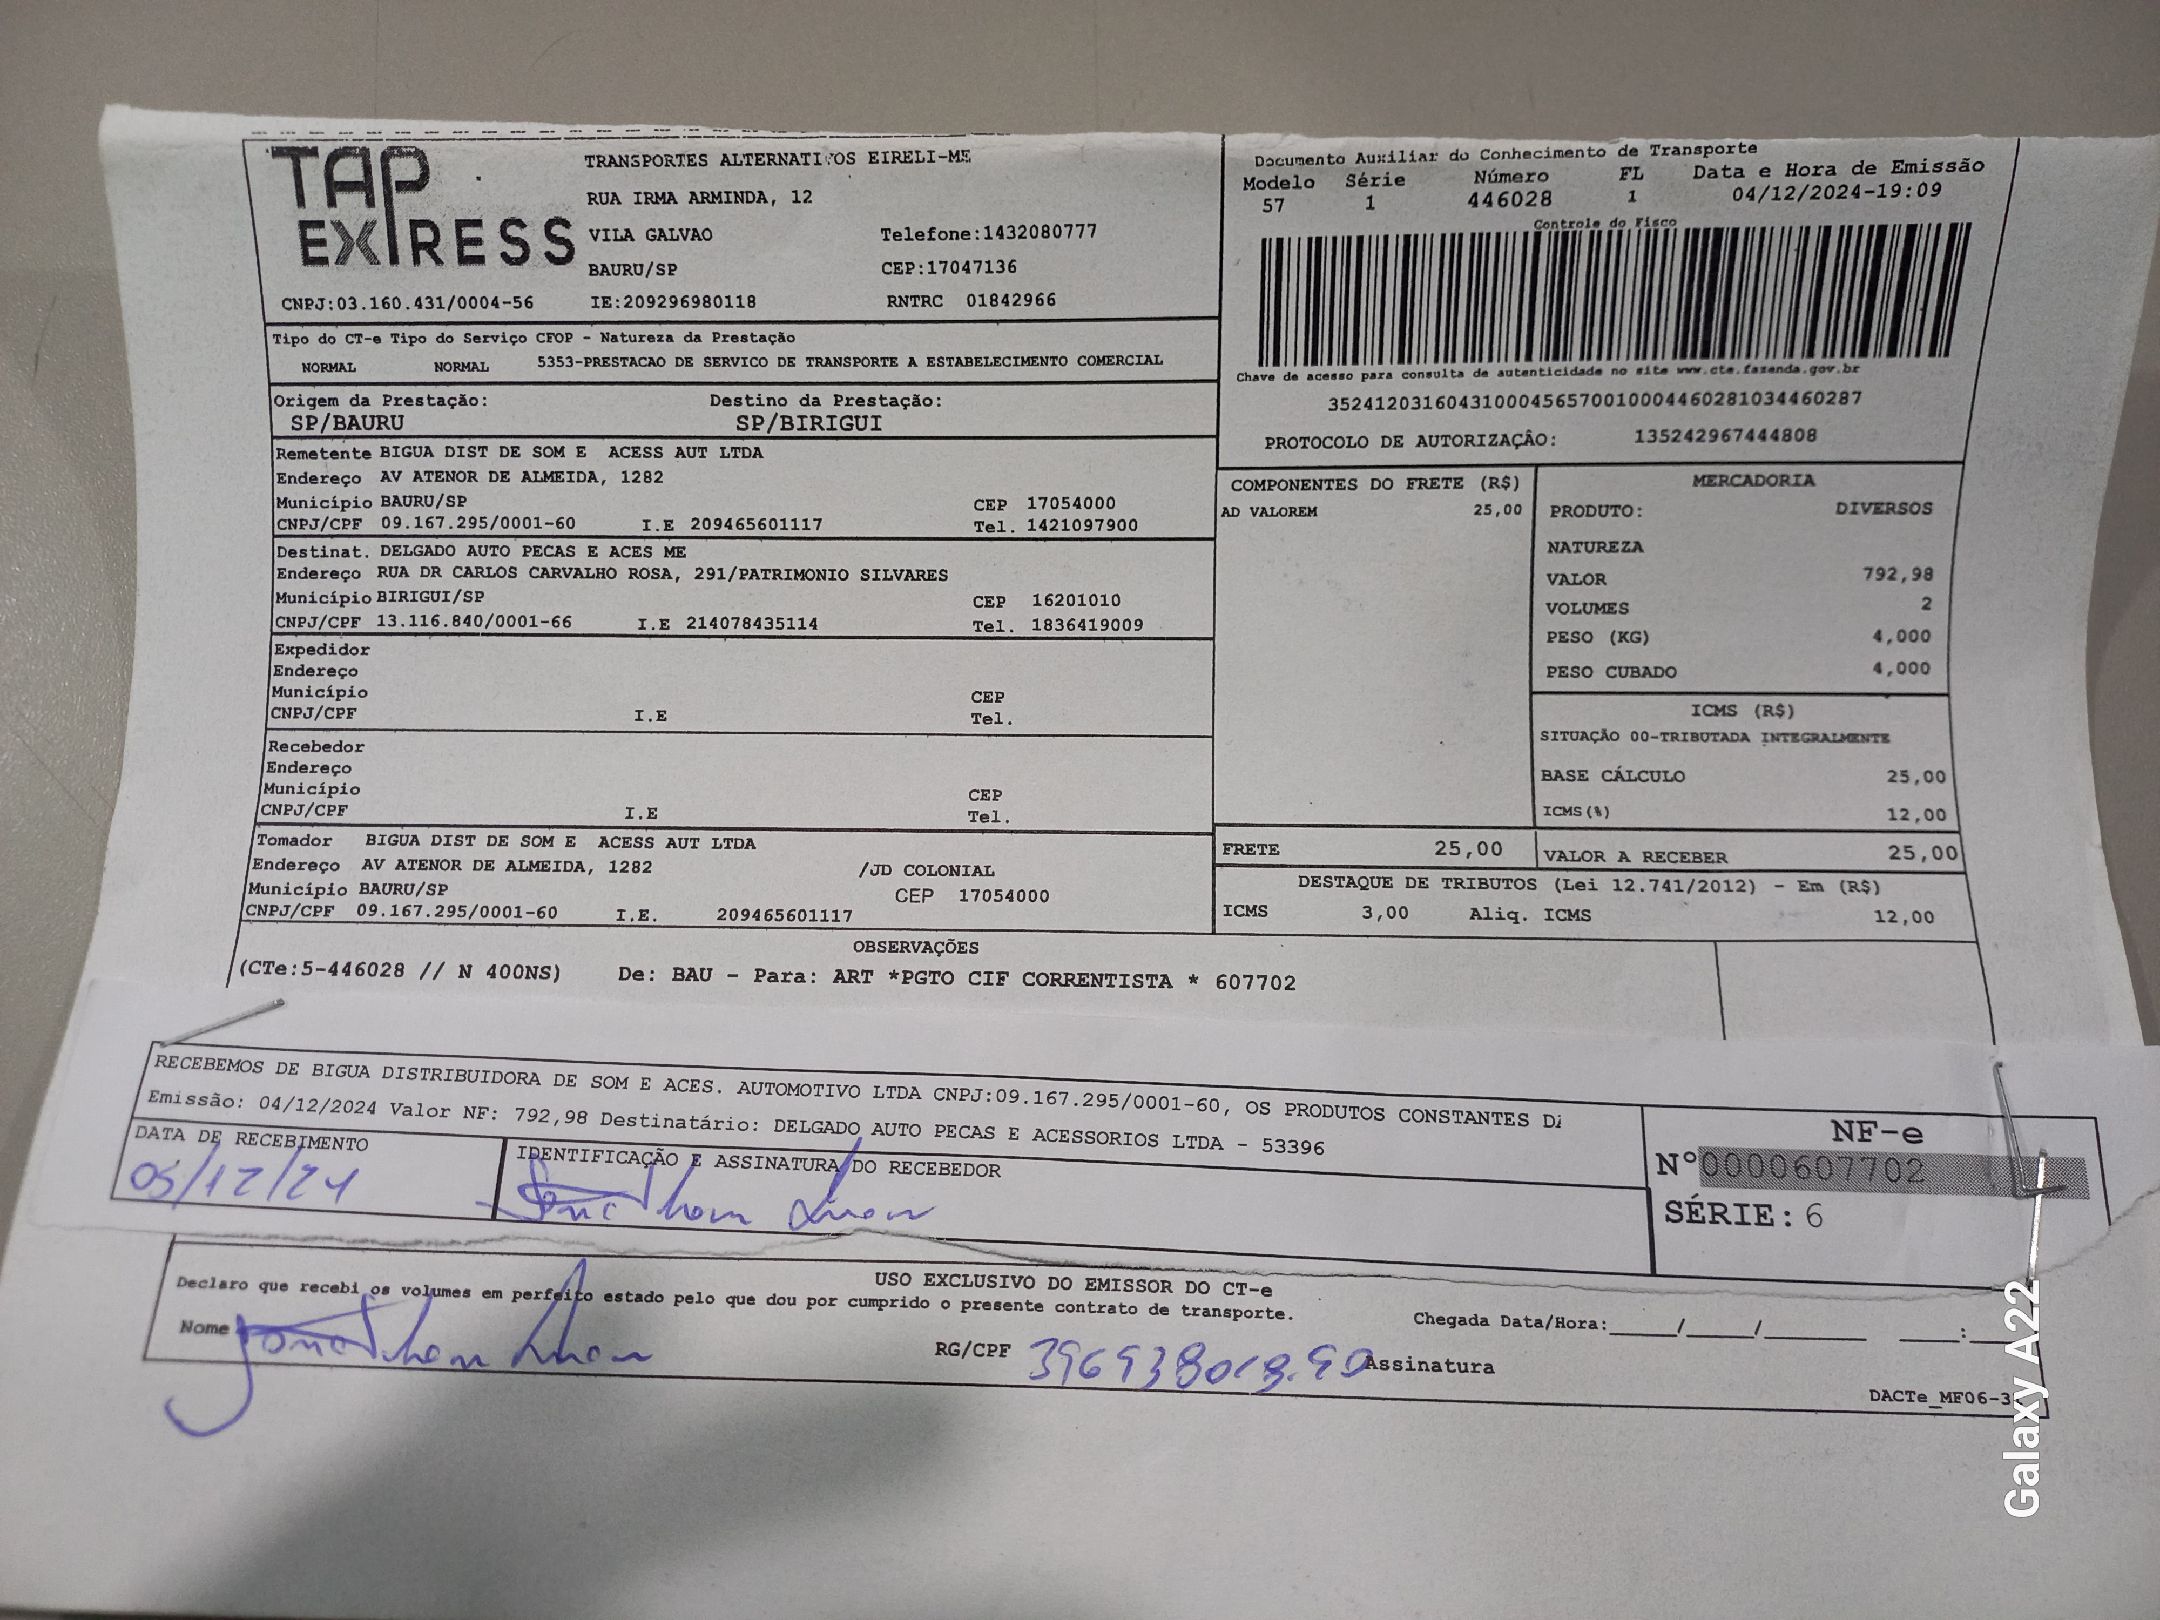 TAP EXPRESS
TRANSPORTES ALTERNATIVOS EIRELI-ME
RUA IRMA ARMINDA, 12
VILA GALVAO Telefone:1432080777
BAURU/SP CEP:17047136
CNPJ:03.160.431/0004-56 IE:209296980118 RNTRC 01842966
Documento Auxiliar do Conhecimento de Transporte
Modelo Série Número FL Data e Hora de Emissão
57 1 446028 1 04/12/2024-19:09
Controle do Fisco
Chave de acesso para consulta de autenticidade no site www.cte.fazenda.gov.br
35241203160431000456570010004460281034460287
PROTOCOLO DE AUTORIZAÇÃO: 135242967444808
Tipo do CT-e Tipo do Serviço CFOP - Natureza da Prestação
NORMAL NORMAL 5353-PRESTACAO DE SERVICO DE TRANSPORTE A ESTABELECIMENTO COMERCIAL
Origem da Prestação: Destino da Prestação:
SP/BAURU SP/BIRIGUI
Remetente BIGUA DIST DE SOM E ACESS AUT LTDA
Endereço AV ATENOR DE ALMEIDA, 1282
Município BAURU/SP CEP 17054000
CNPJ/CPF 09.167.295/0001-60 I.E 209465601117 Tel. 1421097900
Destinat. DELGADO AUTO PECAS E ACES ME
Endereço RUA DR CARLOS CARVALHO ROSA, 291/PATRIMONIO SILVARES
Município BIRIGUI/SP CEP 16201010
CNPJ/CPF 13.116.840/0001-66 I.E 214078435114 Tel. 1836419009
Expedidor
Endereço
Município CEP
CNPJ/CPF I.E Tel.
Recebedor
Endereço
Município CEP
CNPJ/CPF I.E Tel.
Tomador BIGUA DIST DE SOM E ACESS AUT LTDA
Endereço AV ATENOR DE ALMEIDA, 1282 /JD COLONIAL
Município BAURU/SP CEP 17054000
CNPJ/CPF 09.167.295/0001-60 I.E. 209465601117
COMPONENTES DO FRETE (R$)
AD VALOREM 25,00
MERCADORIA
PRODUTO: DIVERSOS
NATUREZA
VALOR 792,98
VOLUMES 2
PESO (KG) 4,000
PESO CUBADO 4,000
ICMS (R$)
SITUAÇÃO 00-TRIBUTADA INTEGRALMENTE
BASE CÁLCULO 25,00
ICMS(%) 12,00
FRETE 25,00 VALOR A RECEBER 25,00
DESTAQUE DE TRIBUTOS (Lei 12.741/2012) - Em (R$)
ICMS 3,00 Aliq. ICMS 12,00
OBSERVAÇÕES
(CTe:5-446028 // N 400NS) De: BAU - Para: ART *PGTO CIF CORRENTISTA * 607702
RECEBEMOS DE BIGUA DISTRIBUIDORA DE SOM E ACES. AUTOMOTIVO LTDA CNPJ:09.167.295/0001-60, OS PRODUTOS CONSTANTES
Emissão: 04/12/2024 Valor NF: 792,98 Destinatário: DELGADO AUTO PECAS E ACESSORIOS LTDA - 53396
DATA DE RECEBIMENTO IDENTIFICAÇÃO E ASSINATURA DO RECEBEDOR
05/12/24 Jonathan
NF-e
Nº0000607702
SÉRIE: 6
USO EXCLUSIVO DO EMISSOR DO CT-e
Declaro que recebi os volumes em perfeito estado pelo que dou por cumprido o presente contrato de transporte.
Chegada Data/Hora:_____/_____/_______ ____:
Nome Jonathan RG/CPF Assinatura
DACTe_MF06-3
Galaxy A22